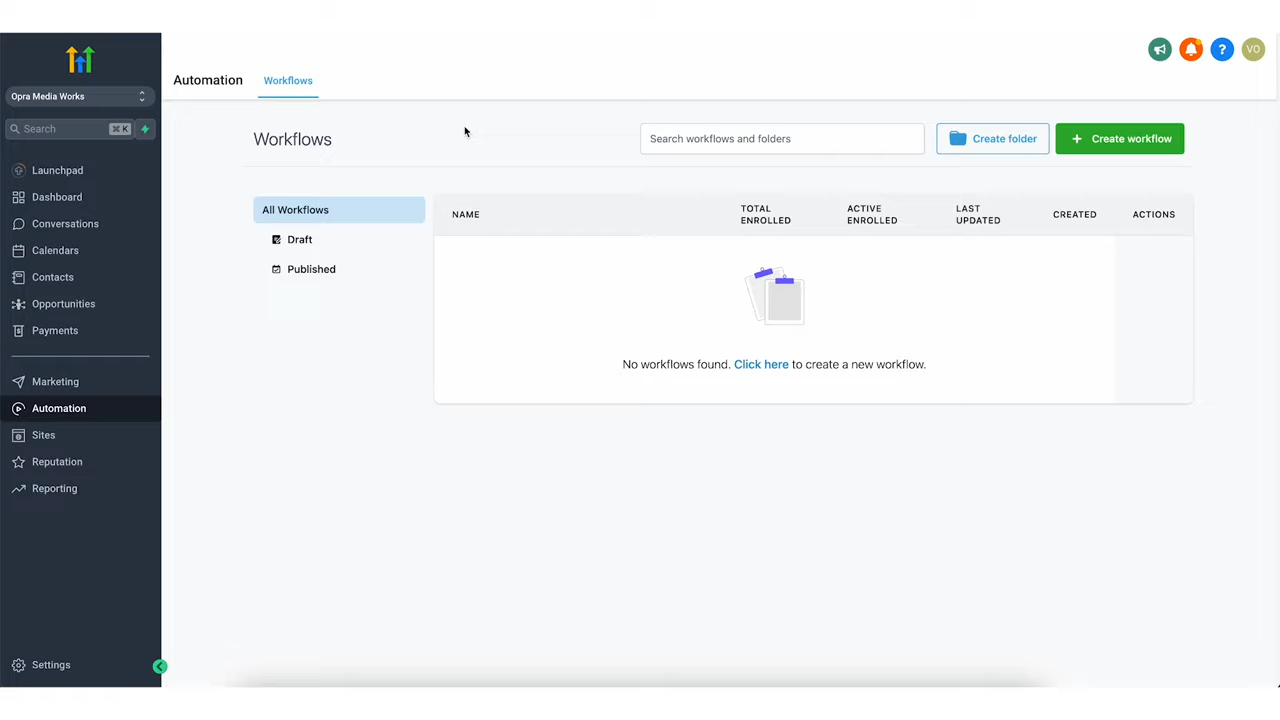 VO
Automation
Workflows
Opra Media Works
Search
⌘ K
Launchpad
Dashboard
Conversations
Calendars
Contacts
Opportunities
Payments
Marketing
Automation
Sites
Reputation
Reporting
Settings
Workflows
Search workflows and folders
Create folder
+ Create workflow
All Workflows
Draft
Published
NAME
TOTAL
ENROLLED
ACTIVE
ENROLLED
LAST
UPDATED
CREATED
ACTIONS
No workflows found. Click here to create a new workflow.